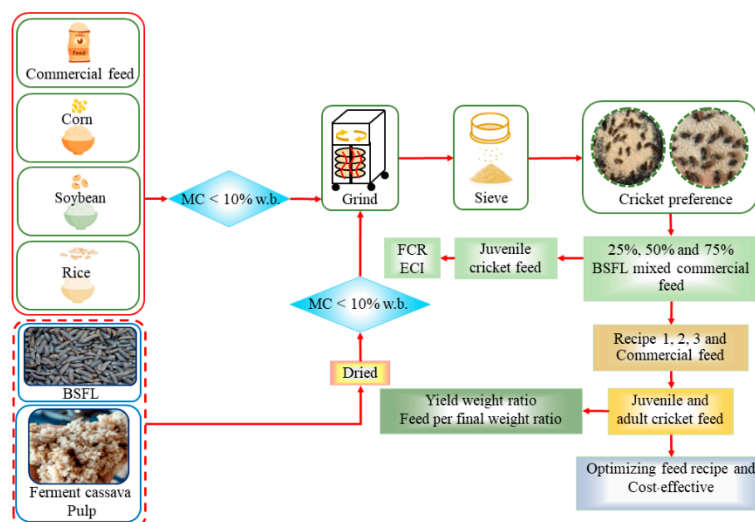 Feed
Commercial feed
Corn
Soybean
Rice
BSFL
Ferment cassava
Pulp
MC < 10% w.b.
Grind
Sieve
Cricket preference
MC < 10% w.b.
Dried
FCR
ECI
Juvenile
cricket feed
25%, 50% and 75%
BSFL mixed commercial
feed
Recipe 1, 2, 3 and
Commercial feed
Yield weight ratio
Feed per final weight ratio
Juvenile and
adult cricket feed
Optimizing feed recipe and
Cost-effective